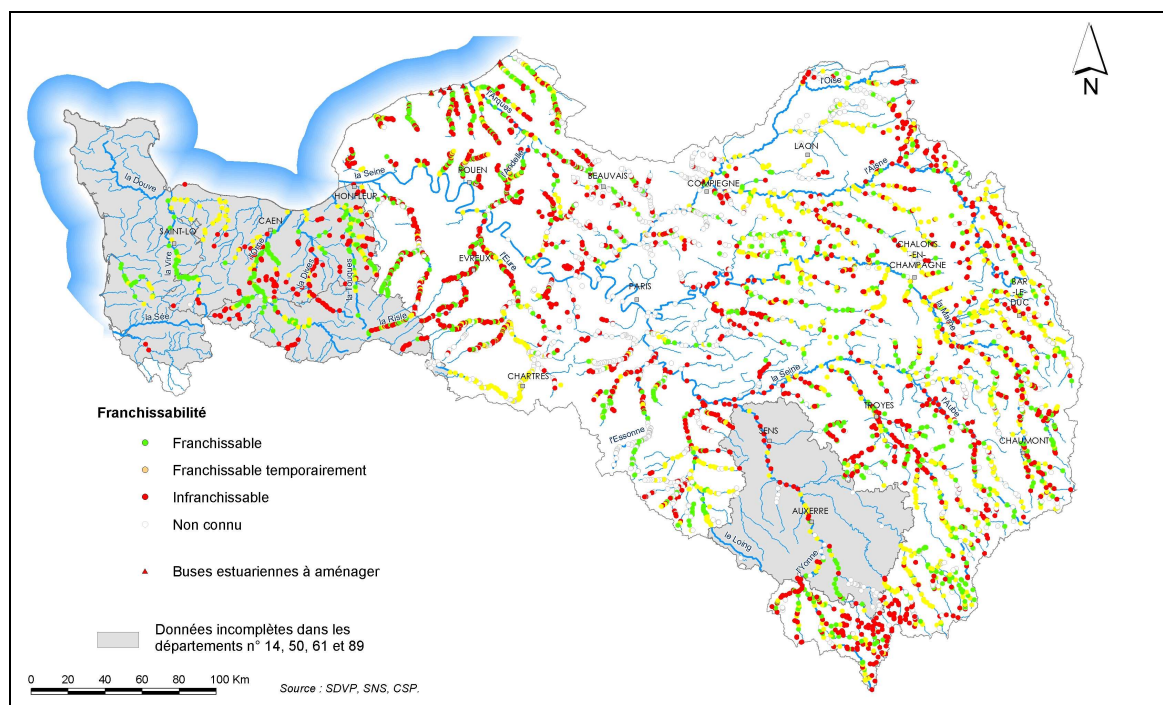 N
l'Oise
l'Arques
LAON
la Seine
ROUEN
l'Andelle
BEAUVAIS
COMPIEGNE
l'Aisne
la Douve
HONFLEUR
CAEN
SAINT-LO
l'Orne
la Vire
la Dives
la Touques
EVREUX
l'Eure
CHALONS
-EN-
CHAMPAGNE
PARIS
BAR
-LE-
DUC
la Marne
la Sée
la Risle
CHARTRES
la Seine
TROYES
l'Aube
SENS
CHAUMONT
l'Essonne
AUXERRE
la Loing
l'Yonne
Franchissabilité
Franchissable
Franchissable temporairement
Infranchissable
Non connu
Buses estuariennes à aménager
Données incomplètes dans les
départements n° 14, 50, 61 et 89
0 20 40 60 80 100 Km
Source : SDVP, SNS, CSP.